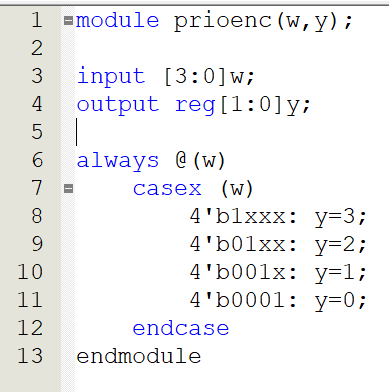 1 module prioenc(w,y);
2
3 input [3:0]w;
4 output reg[1:0]y;
5
6 always @(w)
7 casex (w)
8 4'b1xxx: y=3;
9 4'b01xx: y=2;
10 4'b001x: y=1;
11 4'b0001: y=0;
12 endcase
13 endmodule